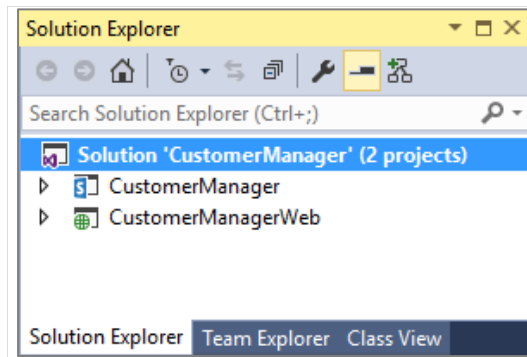 Solution Explorer
Search Solution Explorer (Ctrl+;)
Solution 'CustomerManager' (2 projects)
CustomerManager
CustomerManagerWeb
Solution Explorer Team Explorer Class View